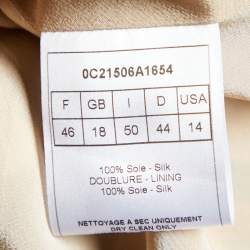 0C21506A1654
F GB I D USA
46 18 50 44 14
100% Soie - Silk
DOUBLURE - LINING
100% Soie - Silk
NETTOYAGE A SEC UNIQUEMENT
DRY CLEAN ONLY